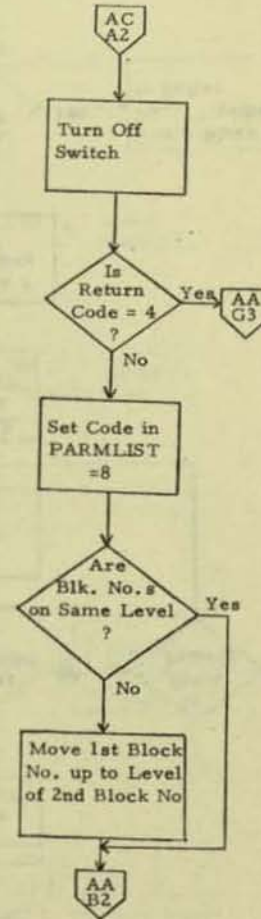 AC
A2
Turn Off
Switch
Is
Return
Code = 4
?
Yes
AA
G3
No
Set Code in
PARMLIST
=8
Are
Blk. No.s
on Same Level
?
Yes
No
Move 1st Block
No. up to Level
of 2nd Block No
AA
B2